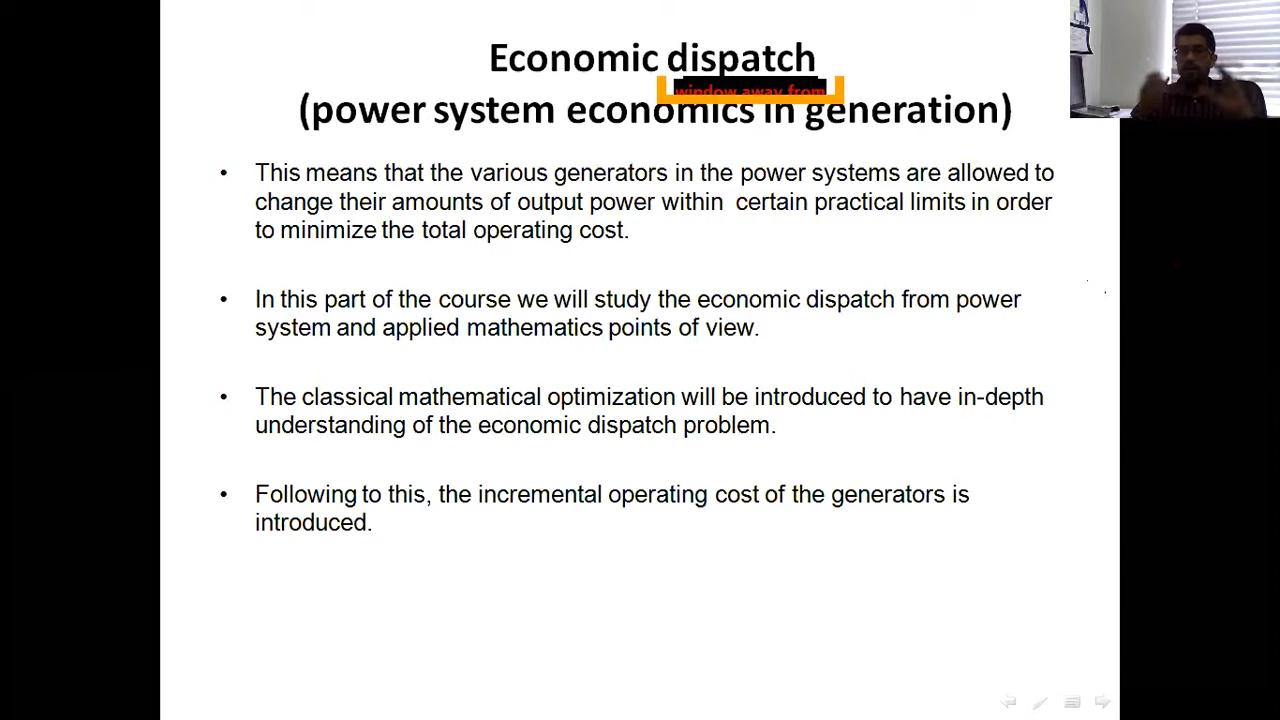 Economic dispatch
window away from
(power system economics in generation)
• This means that the various generators in the power systems are allowed to
change their amounts of output power within certain practical limits in order
to minimize the total operating cost.
• In this part of the course we will study the economic dispatch from power
system and applied mathematics points of view.
• The classical mathematical optimization will be introduced to have in-depth
understanding of the economic dispatch problem.
• Following to this, the incremental operating cost of the generators is
introduced.